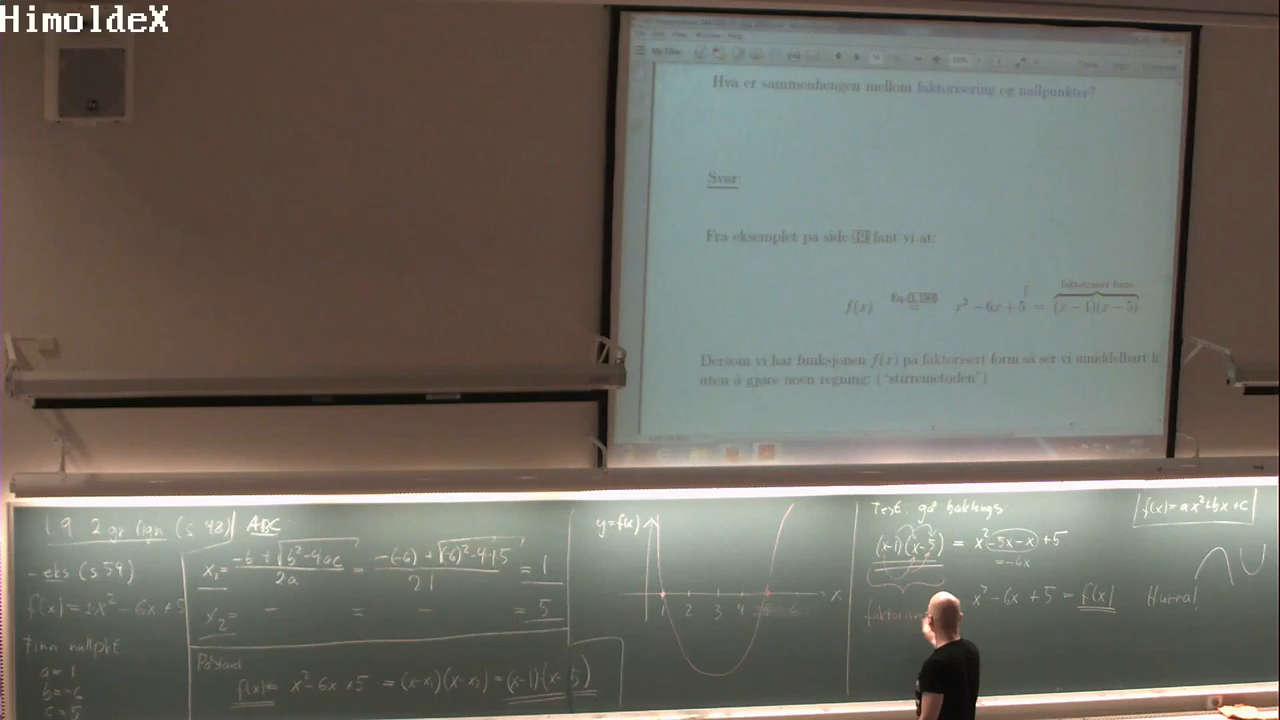 HimoldeX
Hva er sammenhengen mellom faktorisering og nullpunkter?
Svar:
Fra eksemplet på side 49 fant vi at:
faktorisert form
f(x) = x² − 6x + 5 = (x − 1)(x − 5)
Dersom vi har funksjonen f(x) på faktorisert form så ser vi umiddelbart
uten å gjøre noen regning: ("stirremetoden")
1.9 2.gr lign (s 48)
ABC:
- eks (s 54)
Finn nullpkt.
a = 1
b = -6
c = 5
x₁ = (-b + √(b² - 4ac)) / 2a = (-(-6) + √((-6)² - 4·1·5)) / 2·1 = 1
x₂ = - = - = 5
Påstand
f(x) = x² - 6x + 5 = (x-x₁)(x-x₂) = (x-1)(x-5)
y=f(x)
1 2 3 4 5 6 x
Test: gå baklengs
(x-1)(x-5) = x² - 5x - x + 5
= -6x
x² - 6x + 5 = f(x) Hurra!
f(x) = ax² + bx + c